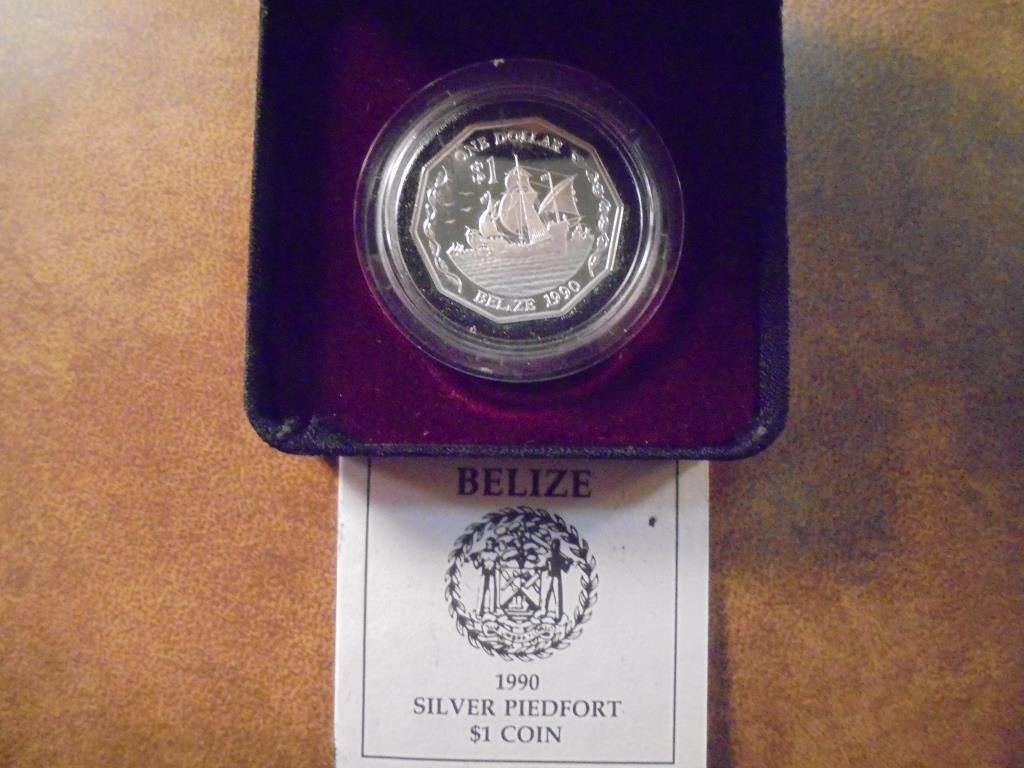 ONE DOLLAR
$1
BELIZE 1990
BELIZE
1990
SILVER PIEDFORT
$1 COIN